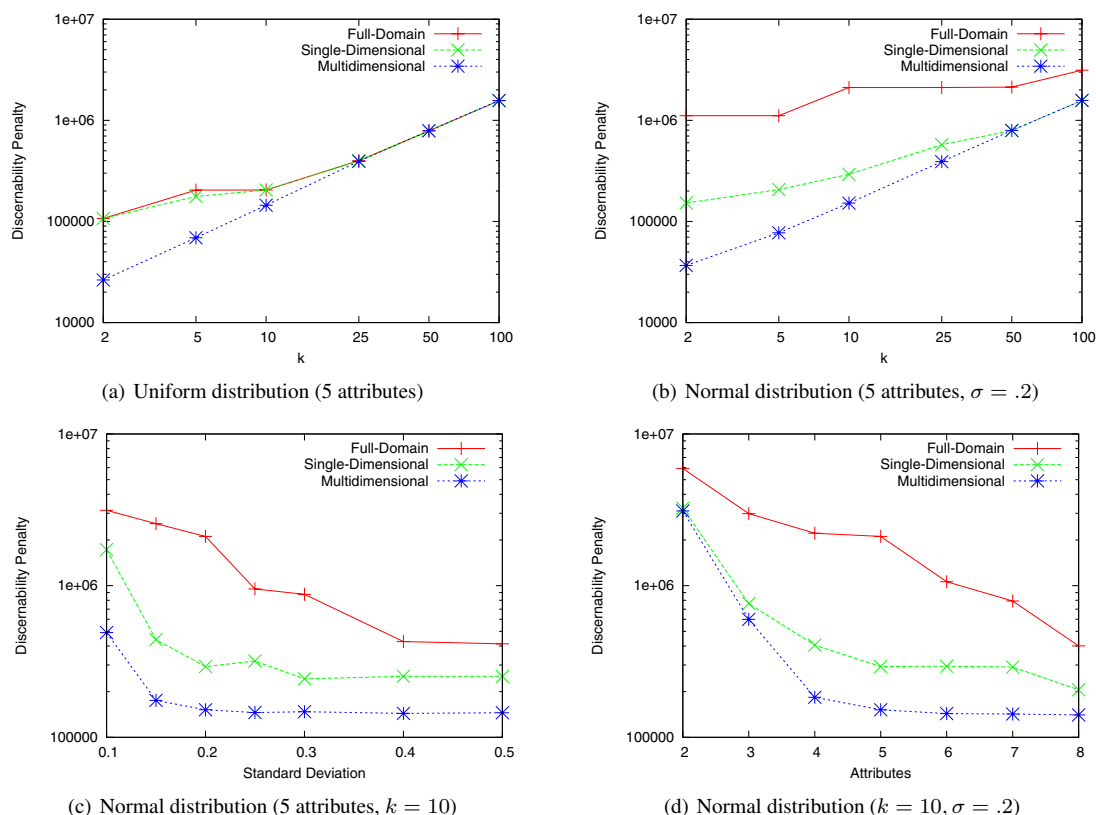 1e+07
1e+06
100000
10000
Discernability Penalty
Full-Domain
Single-Dimensional
Multidimensional
2 5 10 25 50 100
k
(a) Uniform distribution (5 attributes)
1e+07
1e+06
100000
10000
Discernability Penalty
Full-Domain
Single-Dimensional
Multidimensional
2 5 10 25 50 100
k
(b) Normal distribution (5 attributes, σ = .2)
1e+07
1e+06
100000
Discernability Penalty
Full-Domain
Single-Dimensional
Multidimensional
0.1 0.2 0.3 0.4 0.5
Standard Deviation
(c) Normal distribution (5 attributes, k = 10)
1e+07
1e+06
100000
Discernability Penalty
Full-Domain
Single-Dimensional
Multidimensional
2 3 4 5 6 7 8
Attributes
(d) Normal distribution (k = 10, σ = .2)